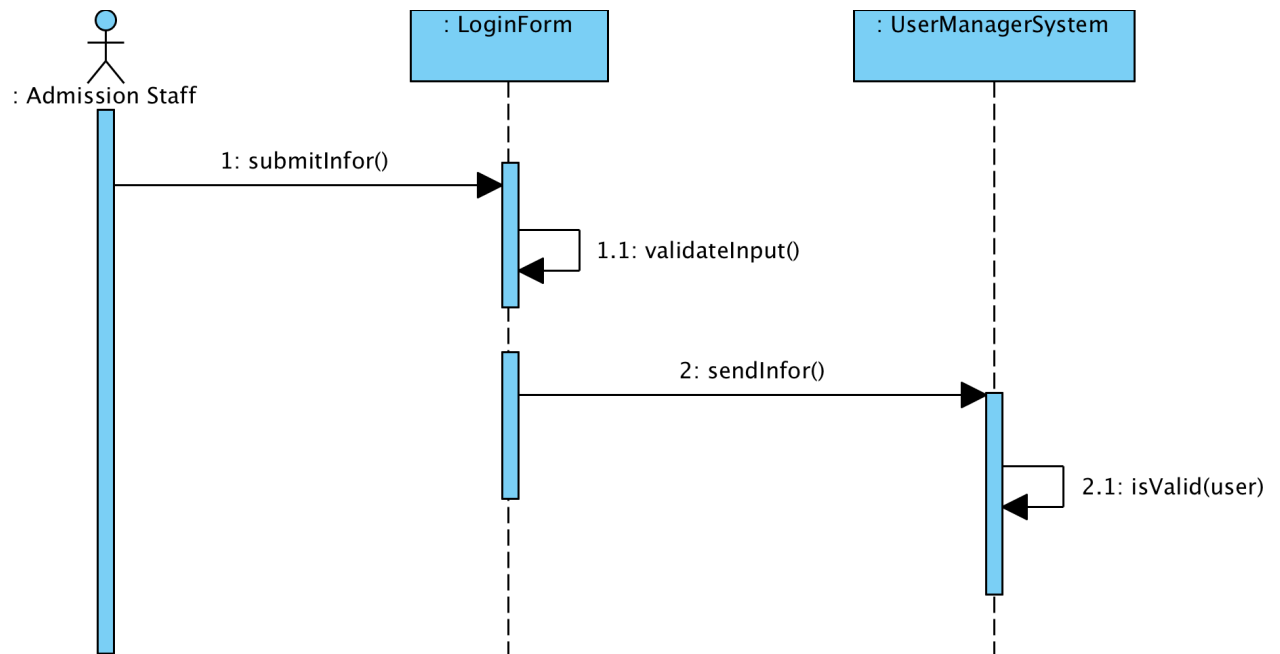 : LoginForm
: UserManagerSystem
: Admission Staff
1: submitInfor()
1.1: validateInput()
2: sendInfor()
2.1: isValid(user)